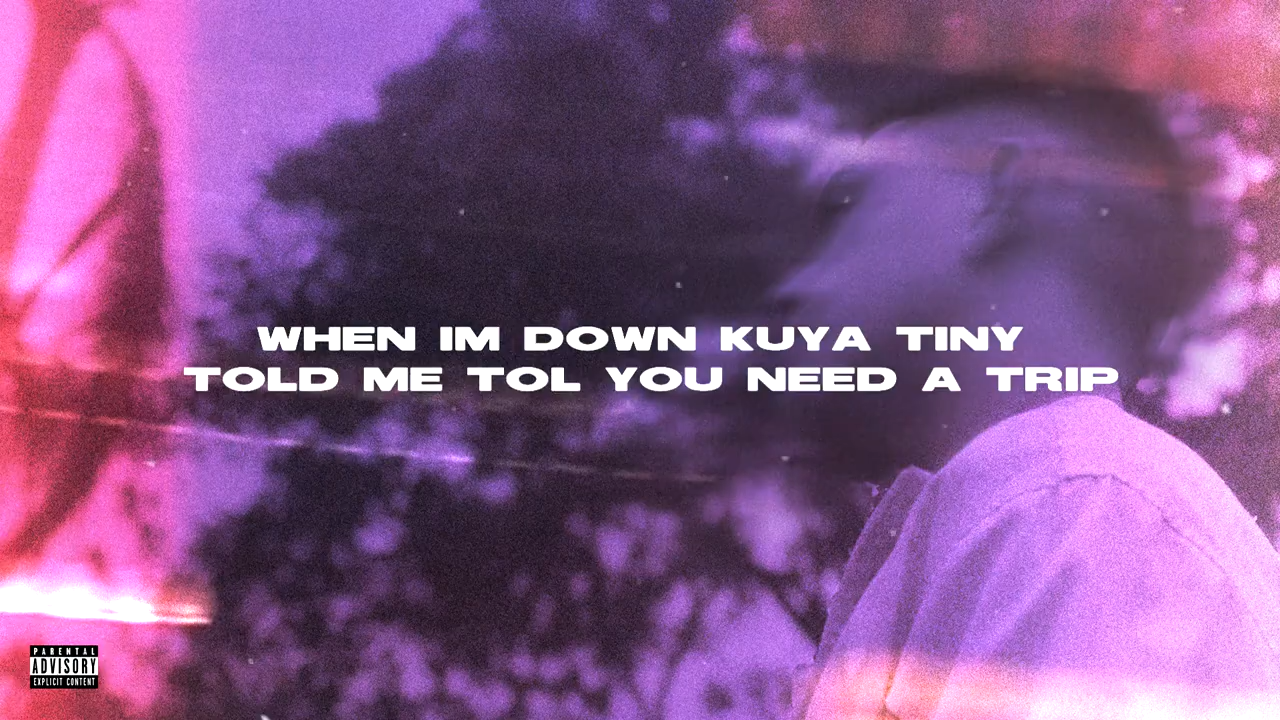 WHEN IM DOWN KUYA TINY
TOLD ME TOL YOU NEED A TRIP
PARENTAL
ADVISORY
EXPLICIT CONTENT